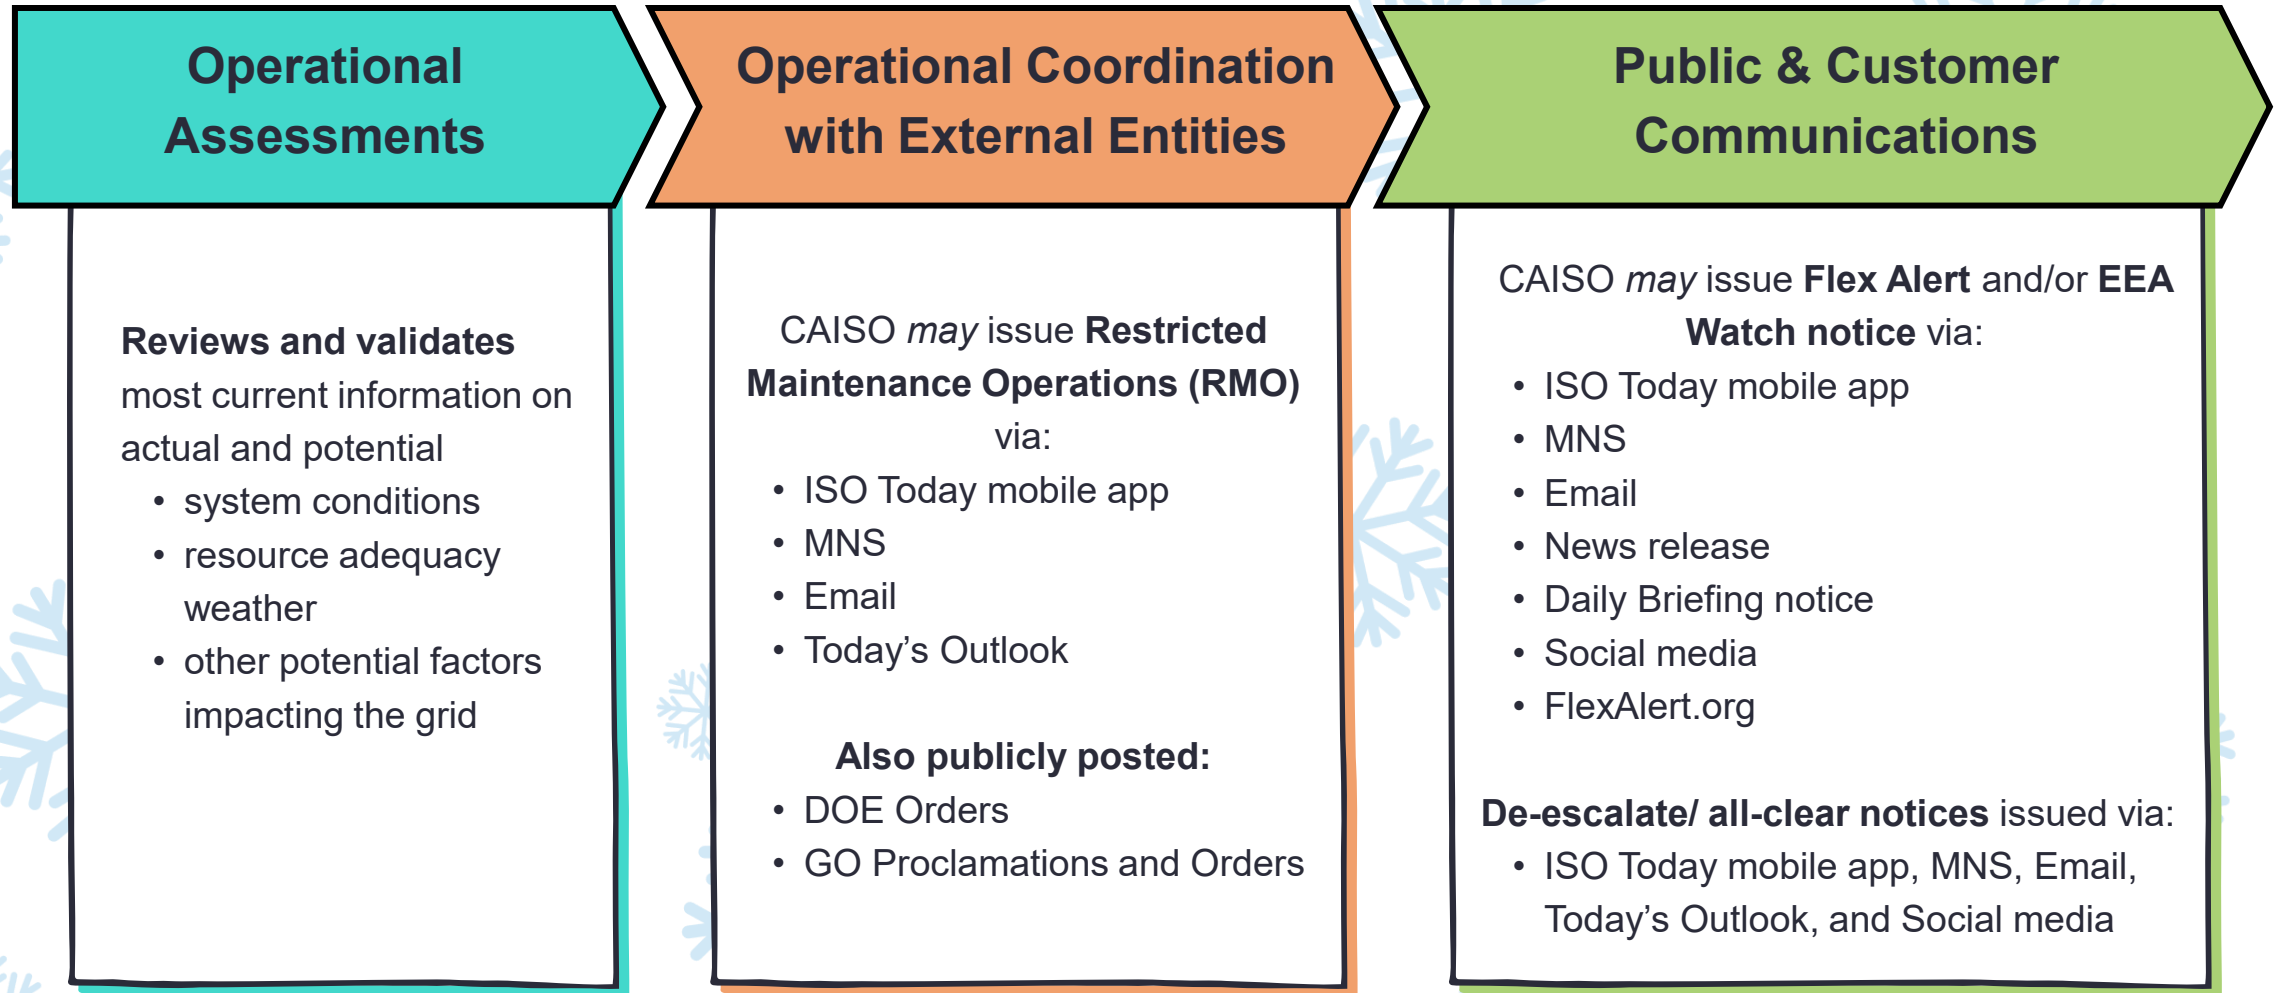 Operational
Assessments
Reviews and validates
most current information on
actual and potential
• system conditions
• resource adequacy
weather
• other potential factors
impacting the grid
Operational Coordination
with External Entities
CAISO may issue Restricted
Maintenance Operations (RMO)
via:
• ISO Today mobile app
• MNS
• Email
• Today’s Outlook
Also publicly posted:
• DOE Orders
• GO Proclamations and Orders
Public & Customer
Communications
CAISO may issue Flex Alert and/or EEA
Watch notice via:
• ISO Today mobile app
• MNS
• Email
• News release
• Daily Briefing notice
• Social media
• FlexAlert.org
De-escalate/ all-clear notices issued via:
• ISO Today mobile app, MNS, Email,
Today’s Outlook, and Social media